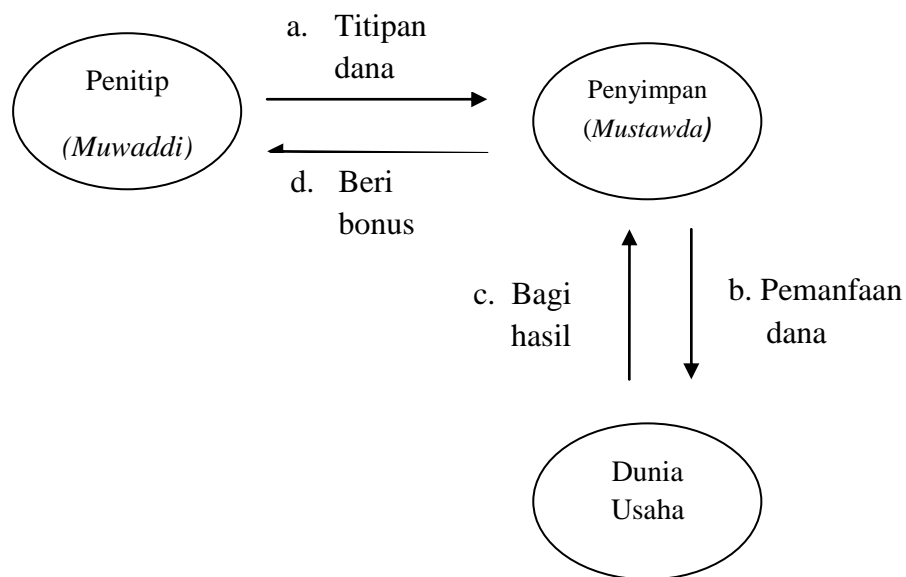 a. Titipan
dana
Penitip
(Muwaddi)
Penyimpan
(Mustawda)
d. Beri
bonus
c. Bagi
hasil
b. Pemanfaan
dana
Dunia
Usaha